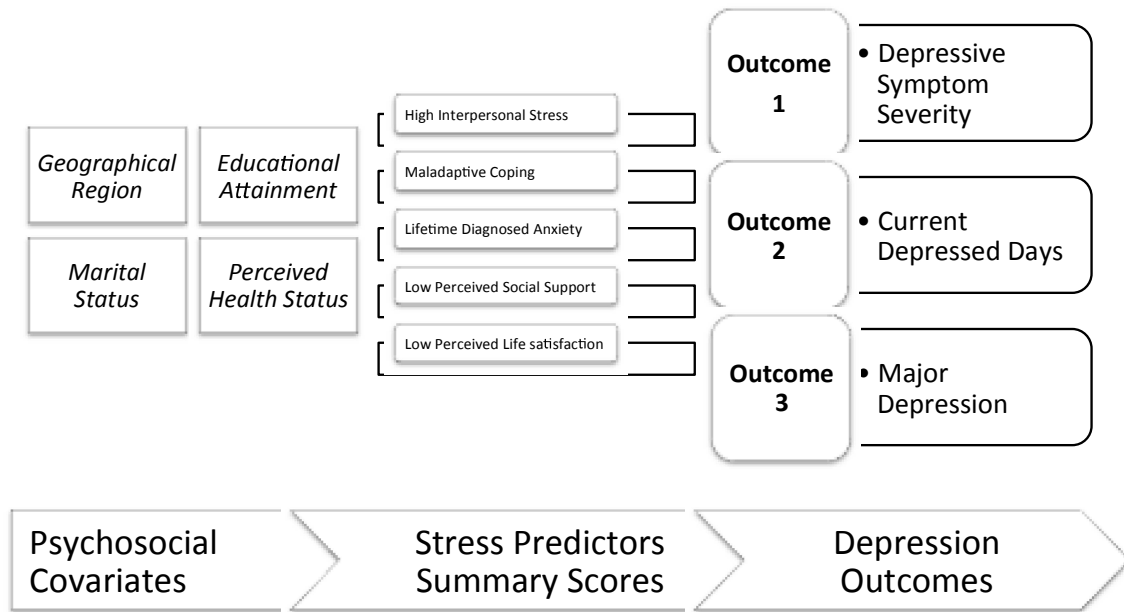 Geographical
Region
Educational
Attainment
Marital
Status
Perceived
Health Status
High Interpersonal Stress
Maladaptive Coping
Lifetime Diagnosed Anxiety
Low Perceived Social Support
Low Perceived Life satisfaction
Outcome
1
• Depressive
Symptom
Severity
Outcome
2
• Current
Depressed Days
Outcome
3
• Major
Depression
Psychosocial
Covariates
Stress Predictors
Summary Scores
Depression
Outcomes